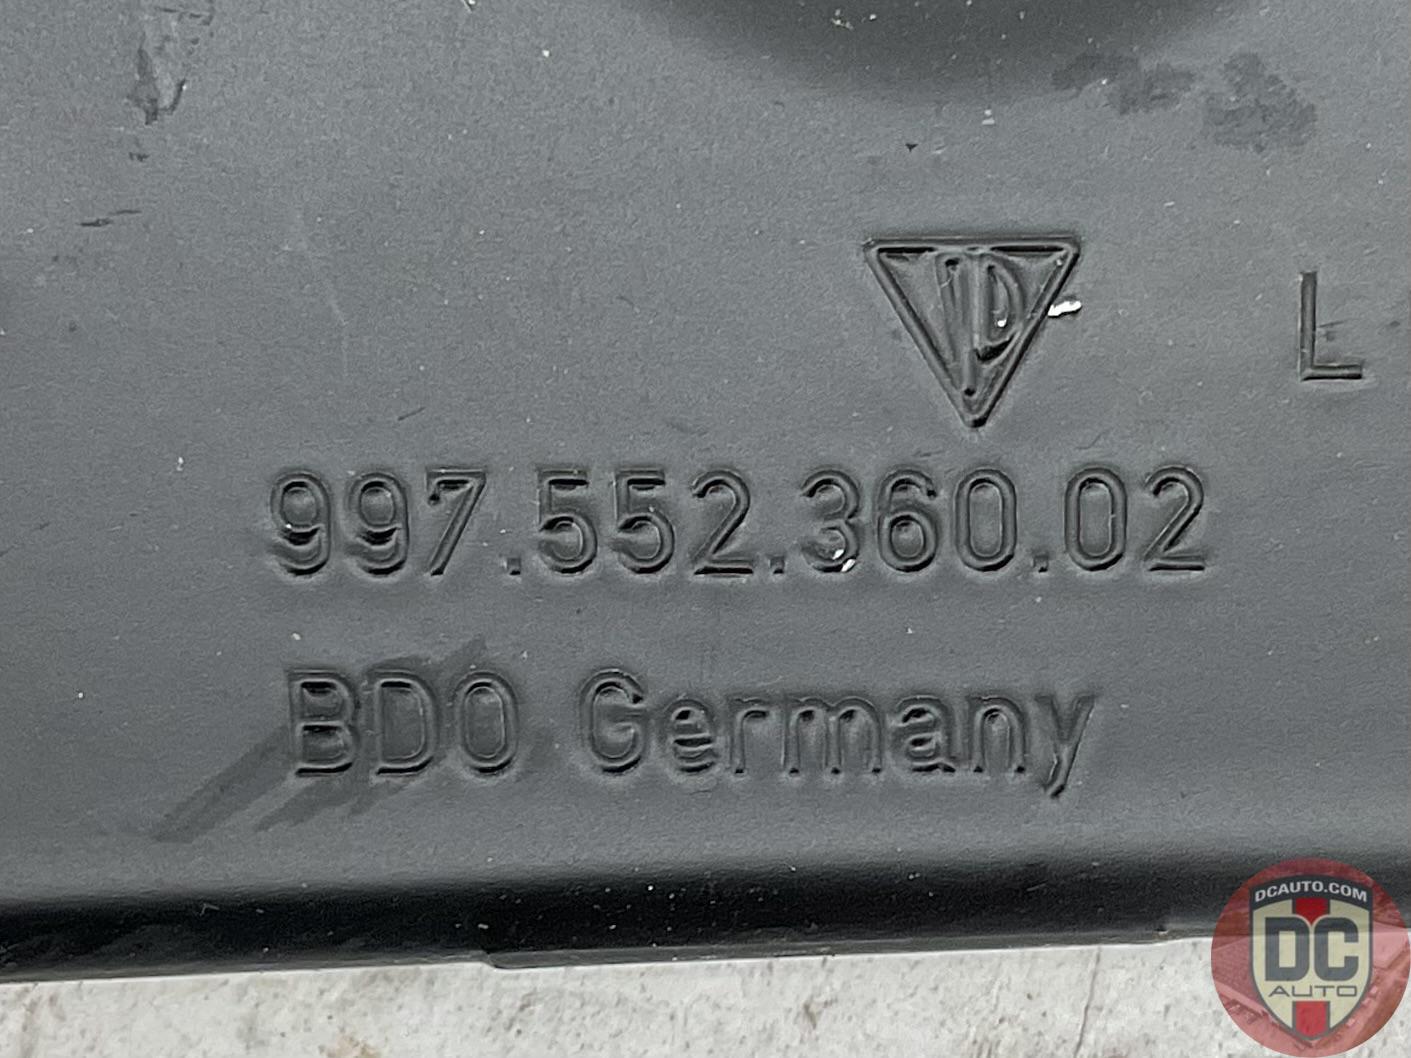 L
997.552.360.02
BDO Germany
DCAUTO.COM
DC
AUTO